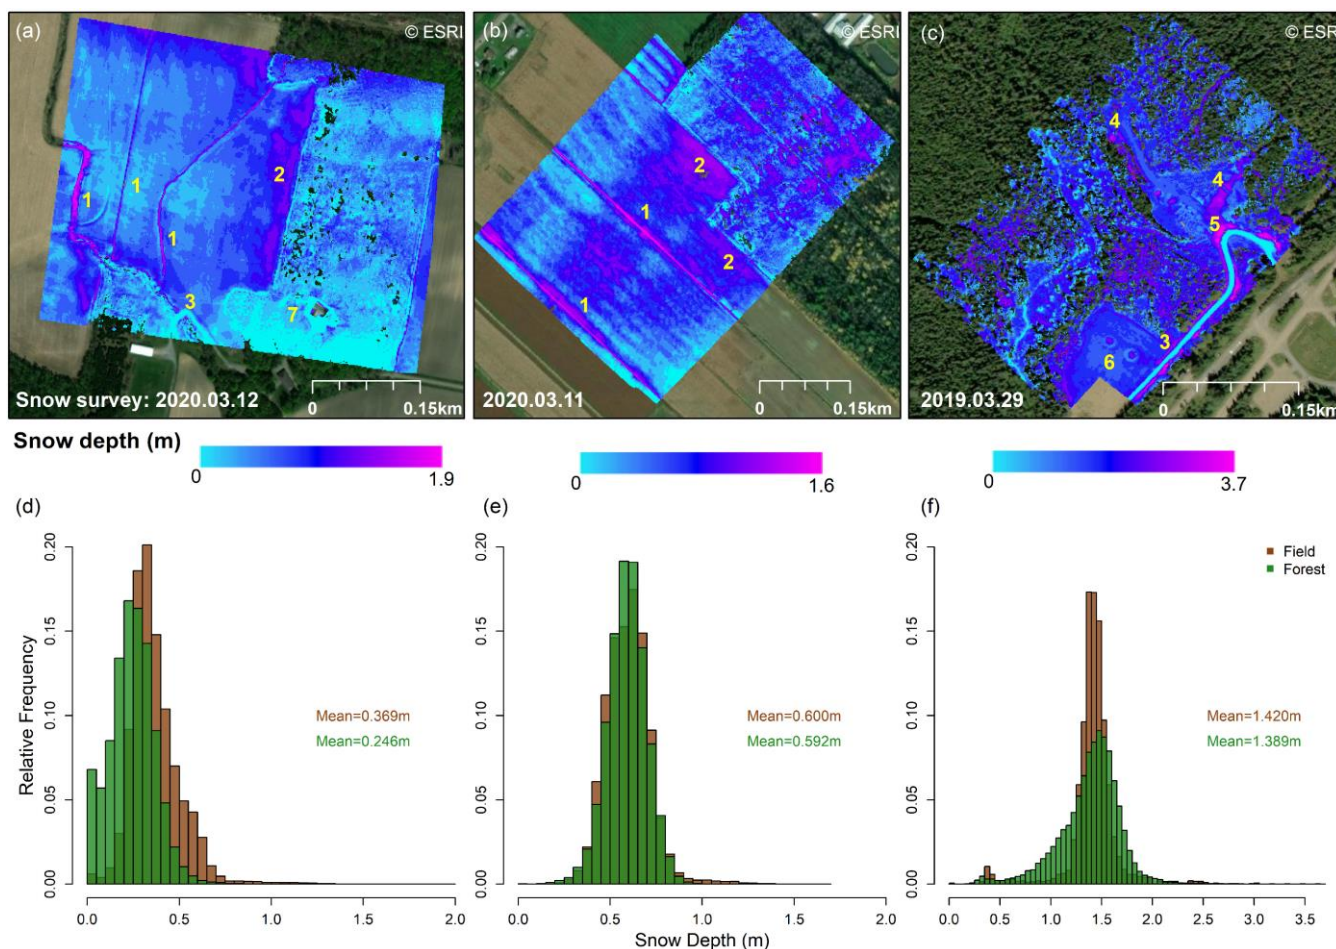 (a)
© ESRI
1
1
1
2
3
7
Snow survey: 2020.03.12
0
0.15km
(b)
© ESRI
2
1
2
1
2020.03.11
0
0.15km
(c)
© ESRI
4
4
5
3
6
2019.03.29
0
0.15km
Snow depth (m)
0
1.9
0
1.6
0
3.7
(d)
Relative Frequency
0.20
0.15
0.10
0.05
0.00
Mean=0.369m
Mean=0.246m
0.0 0.5 1.0 1.5 2.0
(e)
0.20
0.15
0.10
0.05
0.00
Mean=0.600m
Mean=0.592m
0.0 0.5 1.0 1.5 2.0
Snow Depth (m)
(f)
Field
Forest
0.20
0.15
0.10
0.05
0.00
Mean=1.420m
Mean=1.389m
0.0 0.5 1.0 1.5 2.0 2.5 3.0 3.5